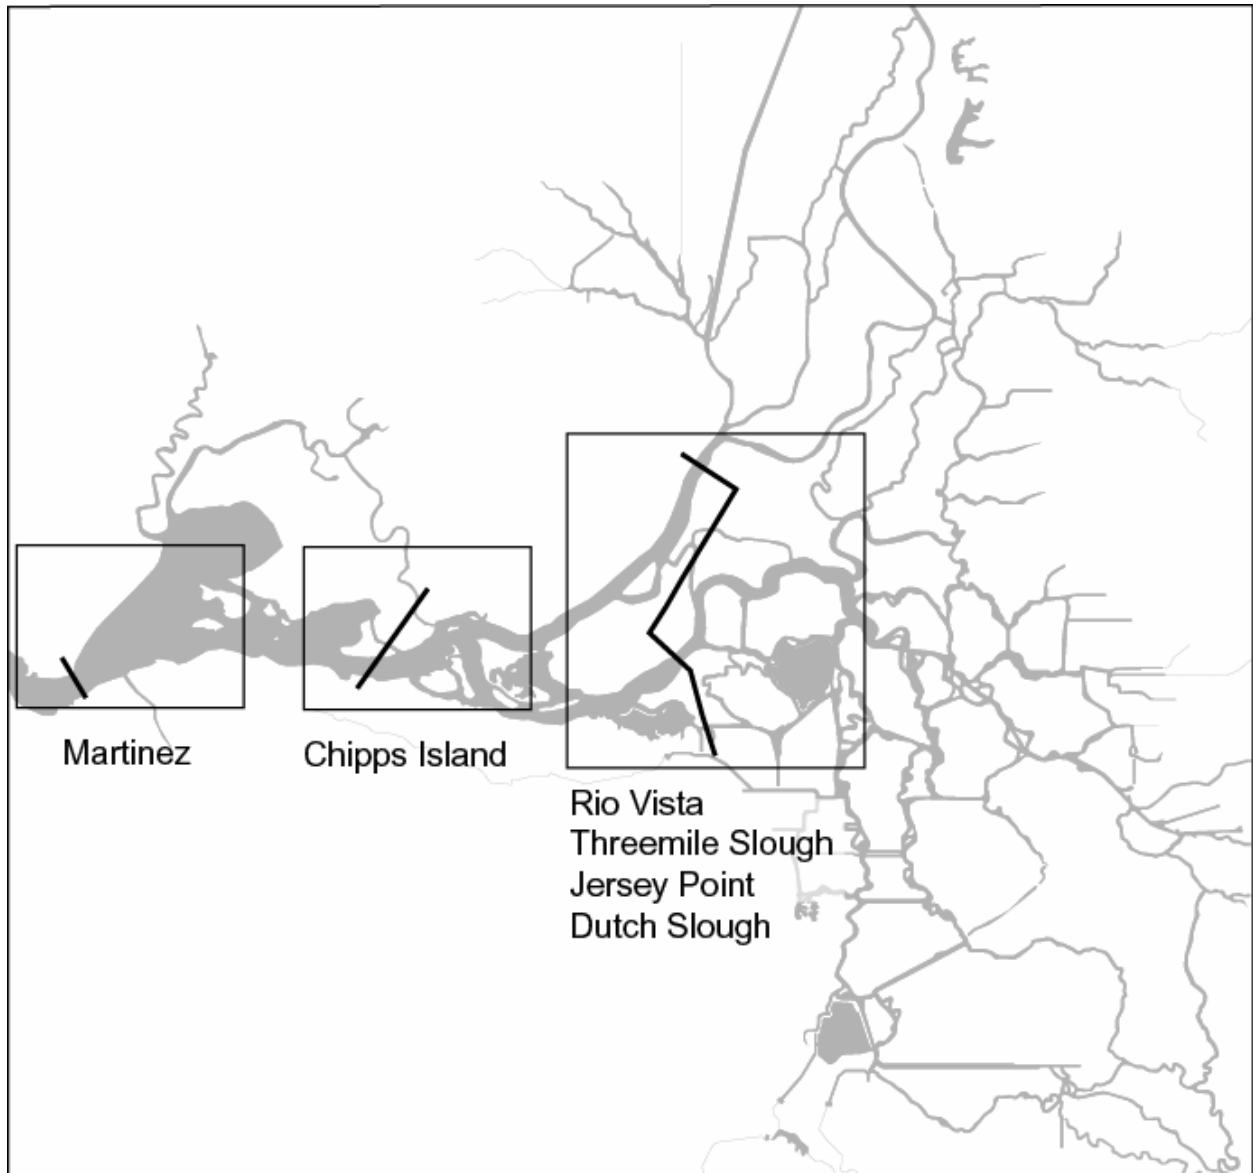 Martinez
Chipps Island
Rio Vista
Threemile Slough
Jersey Point
Dutch Slough